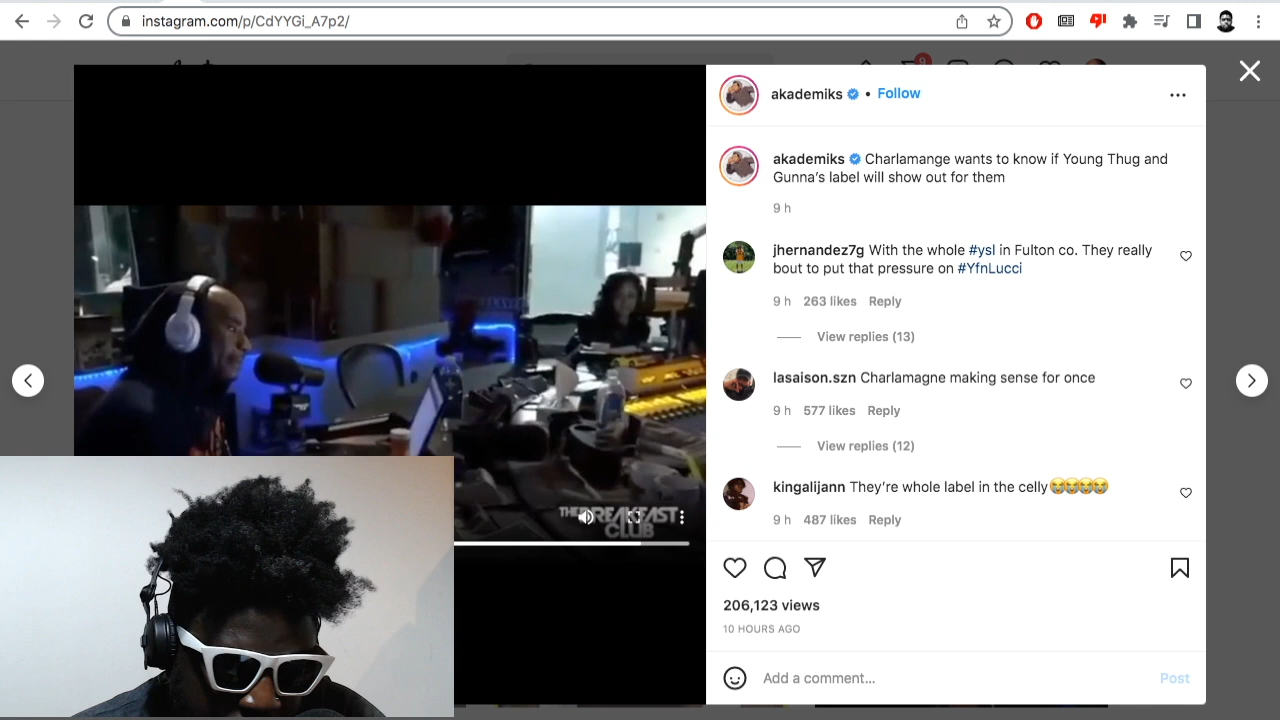 instagram.com/p/CdYYGi_A7p2/
9
akademiks • Follow
akademiks Charlamange wants to know if Young Thug and
Gunna’s label will show out for them
9 h
jhernandez7g With the whole #ysl in Fulton co. They really
bout to put that pressure on #YfnLucci
9 h 263 likes Reply
View replies (13)
lasaison.szn Charlamagne making sense for once
9 h 577 likes Reply
View replies (12)
kingalijann They’re whole label in the celly😭😭😭😭
9 h 487 likes Reply
THE BREAKFAST
CLUB
206,123 views
10 HOURS AGO
Add a comment...
Post